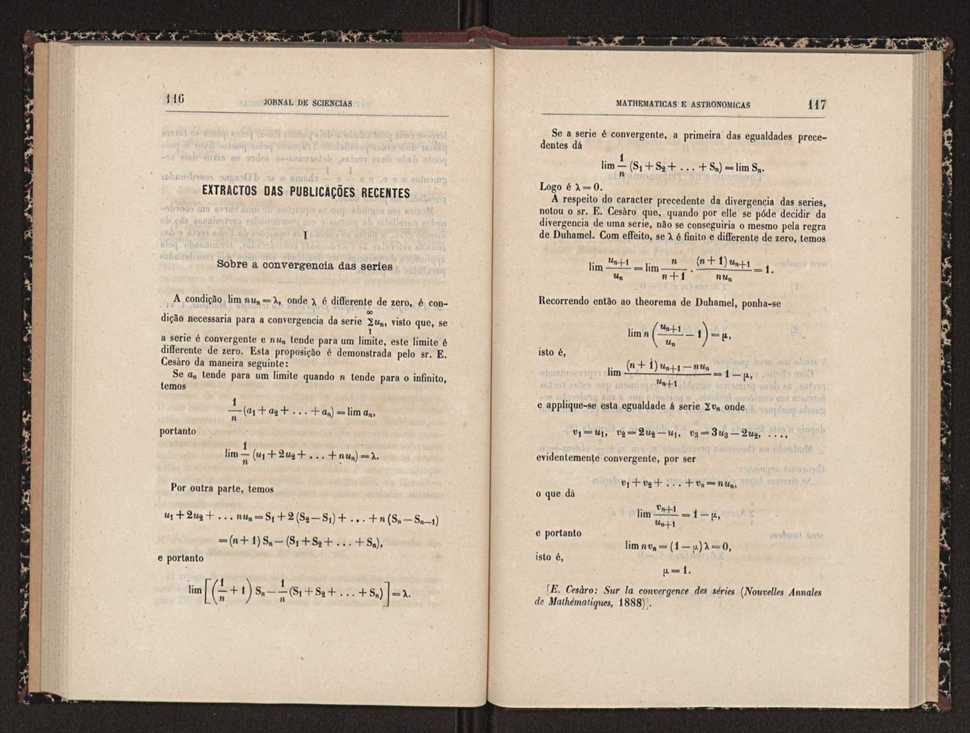 116
JORNAL DE SCIENCIAS
EXTRACTOS DAS PUBLICAÇÕES RECENTES
I
Sobre a convergencia das series
A condição lim nuₙ = λ, onde λ é differente de zero, é con-
dição necessaria para a convergencia da serie Σ₁^∞ uₙ, visto que, se
a serie é convergente e nuₙ tende para um limite, este limite é
differente de zero. Esta proposição é demonstrada pelo sr. E.
Cesàro da maneira seguinte:
Se aₙ tende para um limite quando n tende para o infinito,
temos
1/n (a₁ + a₂ + . . . + aₙ) = lim aₙ,
portanto
lim 1/n (u₁ + 2u₂ + . . . + nuₙ) = λ.
Por outra parte, temos
u₁ + 2u₂ + . . . nuₙ = S₁ + 2 (S₂ — S₁) + . . . + n (Sₙ — Sₙ₋₁)
= (n + 1) Sₙ — (S₁ + S₂ + . . . + Sₙ),
e portanto
lim [(1/n + 1) Sₙ — 1/n (S₁ + S₂ + . . . + Sₙ)] = λ.
MATHEMATICAS E ASTRONOMICAS
117
Se a serie é convergente, a primeira das egualdades prece-
dentes dá
lim 1/n (S₁ + S₂ + . . . + Sₙ) = lim Sₙ.
Logo é λ = 0.
A respeito do caracter precedente da divergencia das series,
notou o sr. E. Cesàro que, quando por elle se póde decidir da
divergencia de uma serie, não se conseguiria o mesmo pela regra
de Duhamel. Com effeito, se λ é finito e differente de zero, temos
lim uₙ₊₁/uₙ = lim n/(n + 1) . (n + 1) uₙ₊₁/nuₙ = 1.
Recorrendo então ao theorema de Duhamel, ponha-se
lim n (uₙ₊₁/uₙ — 1) = μ,
isto é,
lim ((n + 1) uₙ₊₁ — nuₙ)/uₙ₊₁ = 1 — μ,
e applique-se esta egualdade á serie Σvₙ onde
v₁ = u₁, v₂ = 2u₂ — u₁, v₃ = 3u₃ — 2u₂, . . .,
evidentemente convergente, por ser
v₁ + v₂ + . . . + vₙ = nuₙ,
o que dá
lim vₙ₊₁/uₙ₊₁ = 1 — μ,
e portanto
lim nvₙ = (1 — μ) λ = 0,
isto é,
μ = 1.
[E. Cesàro: Sur la convergence des séries (Nouvelles Annales
de Mathématiques, 1888)].